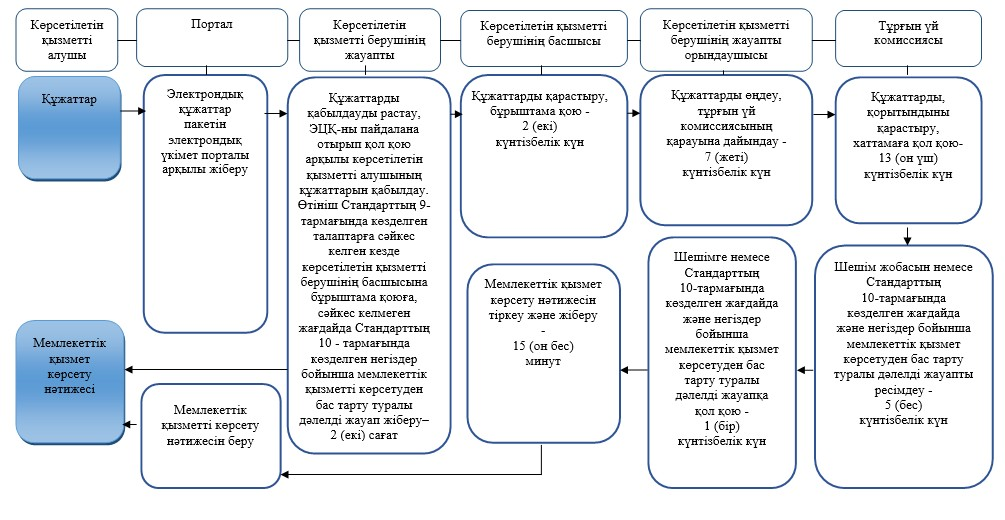 Көрсетілетін
қызметті
алушы
Портал
Көрсетілетін
қызметті берушінің
жауапты
Көрсетілетін қызметті
берушінің басшысы
Көрсетілетін қызметті
берушінің жауапты
орындаушысы
Тұрғын үй
комиссиясы
Құжаттар
Электрондық
құжаттар
пакетін
электрондық
үкімет порталы
арқылы жіберу
Құжаттарды
қабылдауды растау,
ЭЦҚ-ны пайдалана
отырып қол қою
арқылы көрсетілетін
қызметті алушының
құжаттарын қабылдау.
Өтініш Стандарттың 9-
тармағында көзделген
талаптарға сәйкес
келген кезде
көрсетілетін қызметті
берушінің басшысына
бұрыштама қоюға,
сәйкес келмеген
жағдайда Стандарттың
10 - тармағында
көзделген негіздер
бойынша мемлекеттік
қызметті көрсетуден
бас тарту туралы
дәлелді жауап жіберу–
2 (екі) сағат
Құжаттарды қарастыру,
бұрыштама қою -
2 (екі)
күнтізбелік күн
Құжаттарды өңдеу,
тұрғын үй
комиссиясының
қарауына дайындау -
7 (жеті)
күнтізбелік күн
Құжаттарды,
қорытындыны
қарастыру,
хаттамаға қол қою-
13 (он үш)
күнтізбелік күн
Шешім жобасын немесе
Стандарттың
10-тармағында
көзделген жағдайда
және негіздер бойынша
мемлекеттік қызмет
көрсетуден бас тарту
туралы дәлелді жауапты
ресімдеу -
5 (бес)
күнтізбелік күн
Шешімге немесе
Стандарттың
10-тармағында
көзделген жағдайда
және негіздер
бойынша
мемлекеттік қызмет
көрсетуден бас
тарту туралы
дәлелді жауапқа
қол қою -
1 (бір)
күнтізбелік күн
Мемлекеттік қызмет
көрсету нәтижесін
тіркеу және жіберу
-
15 (он бес)
минут
Мемлекеттік
қызметті көрсету
нәтижесін беру
Мемлекеттік
қызмет
көрсету
нәтижесі